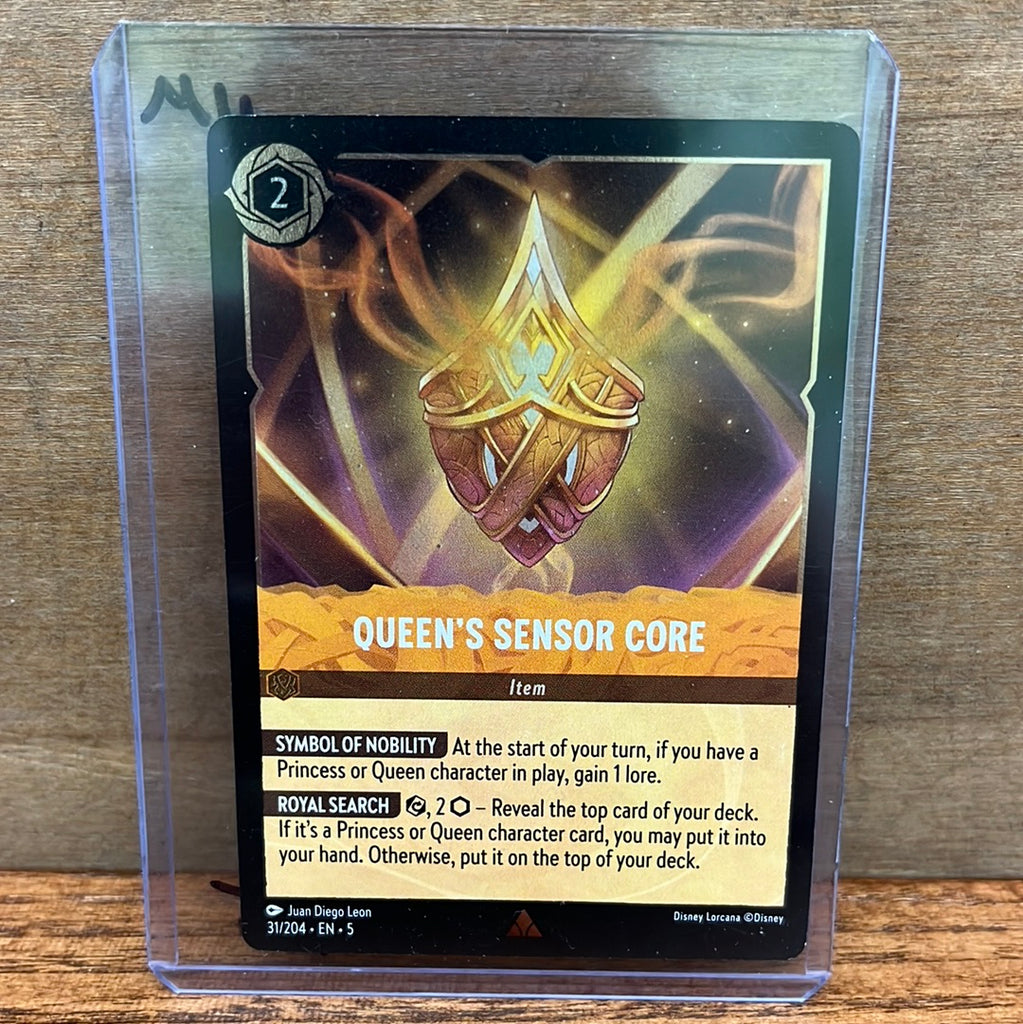 2
QUEEN'S SENSOR CORE
Item
SYMBOL OF NOBILITY At the start of your turn, if you have a
Princess or Queen character in play, gain 1 lore.
ROYAL SEARCH , 2 – Reveal the top card of your deck.
If it's a Princess or Queen character card, you may put it into
your hand. Otherwise, put it on the top of your deck.
Juan Diego Leon
Disney Lorcana ©Disney
31/204 • EN • 5